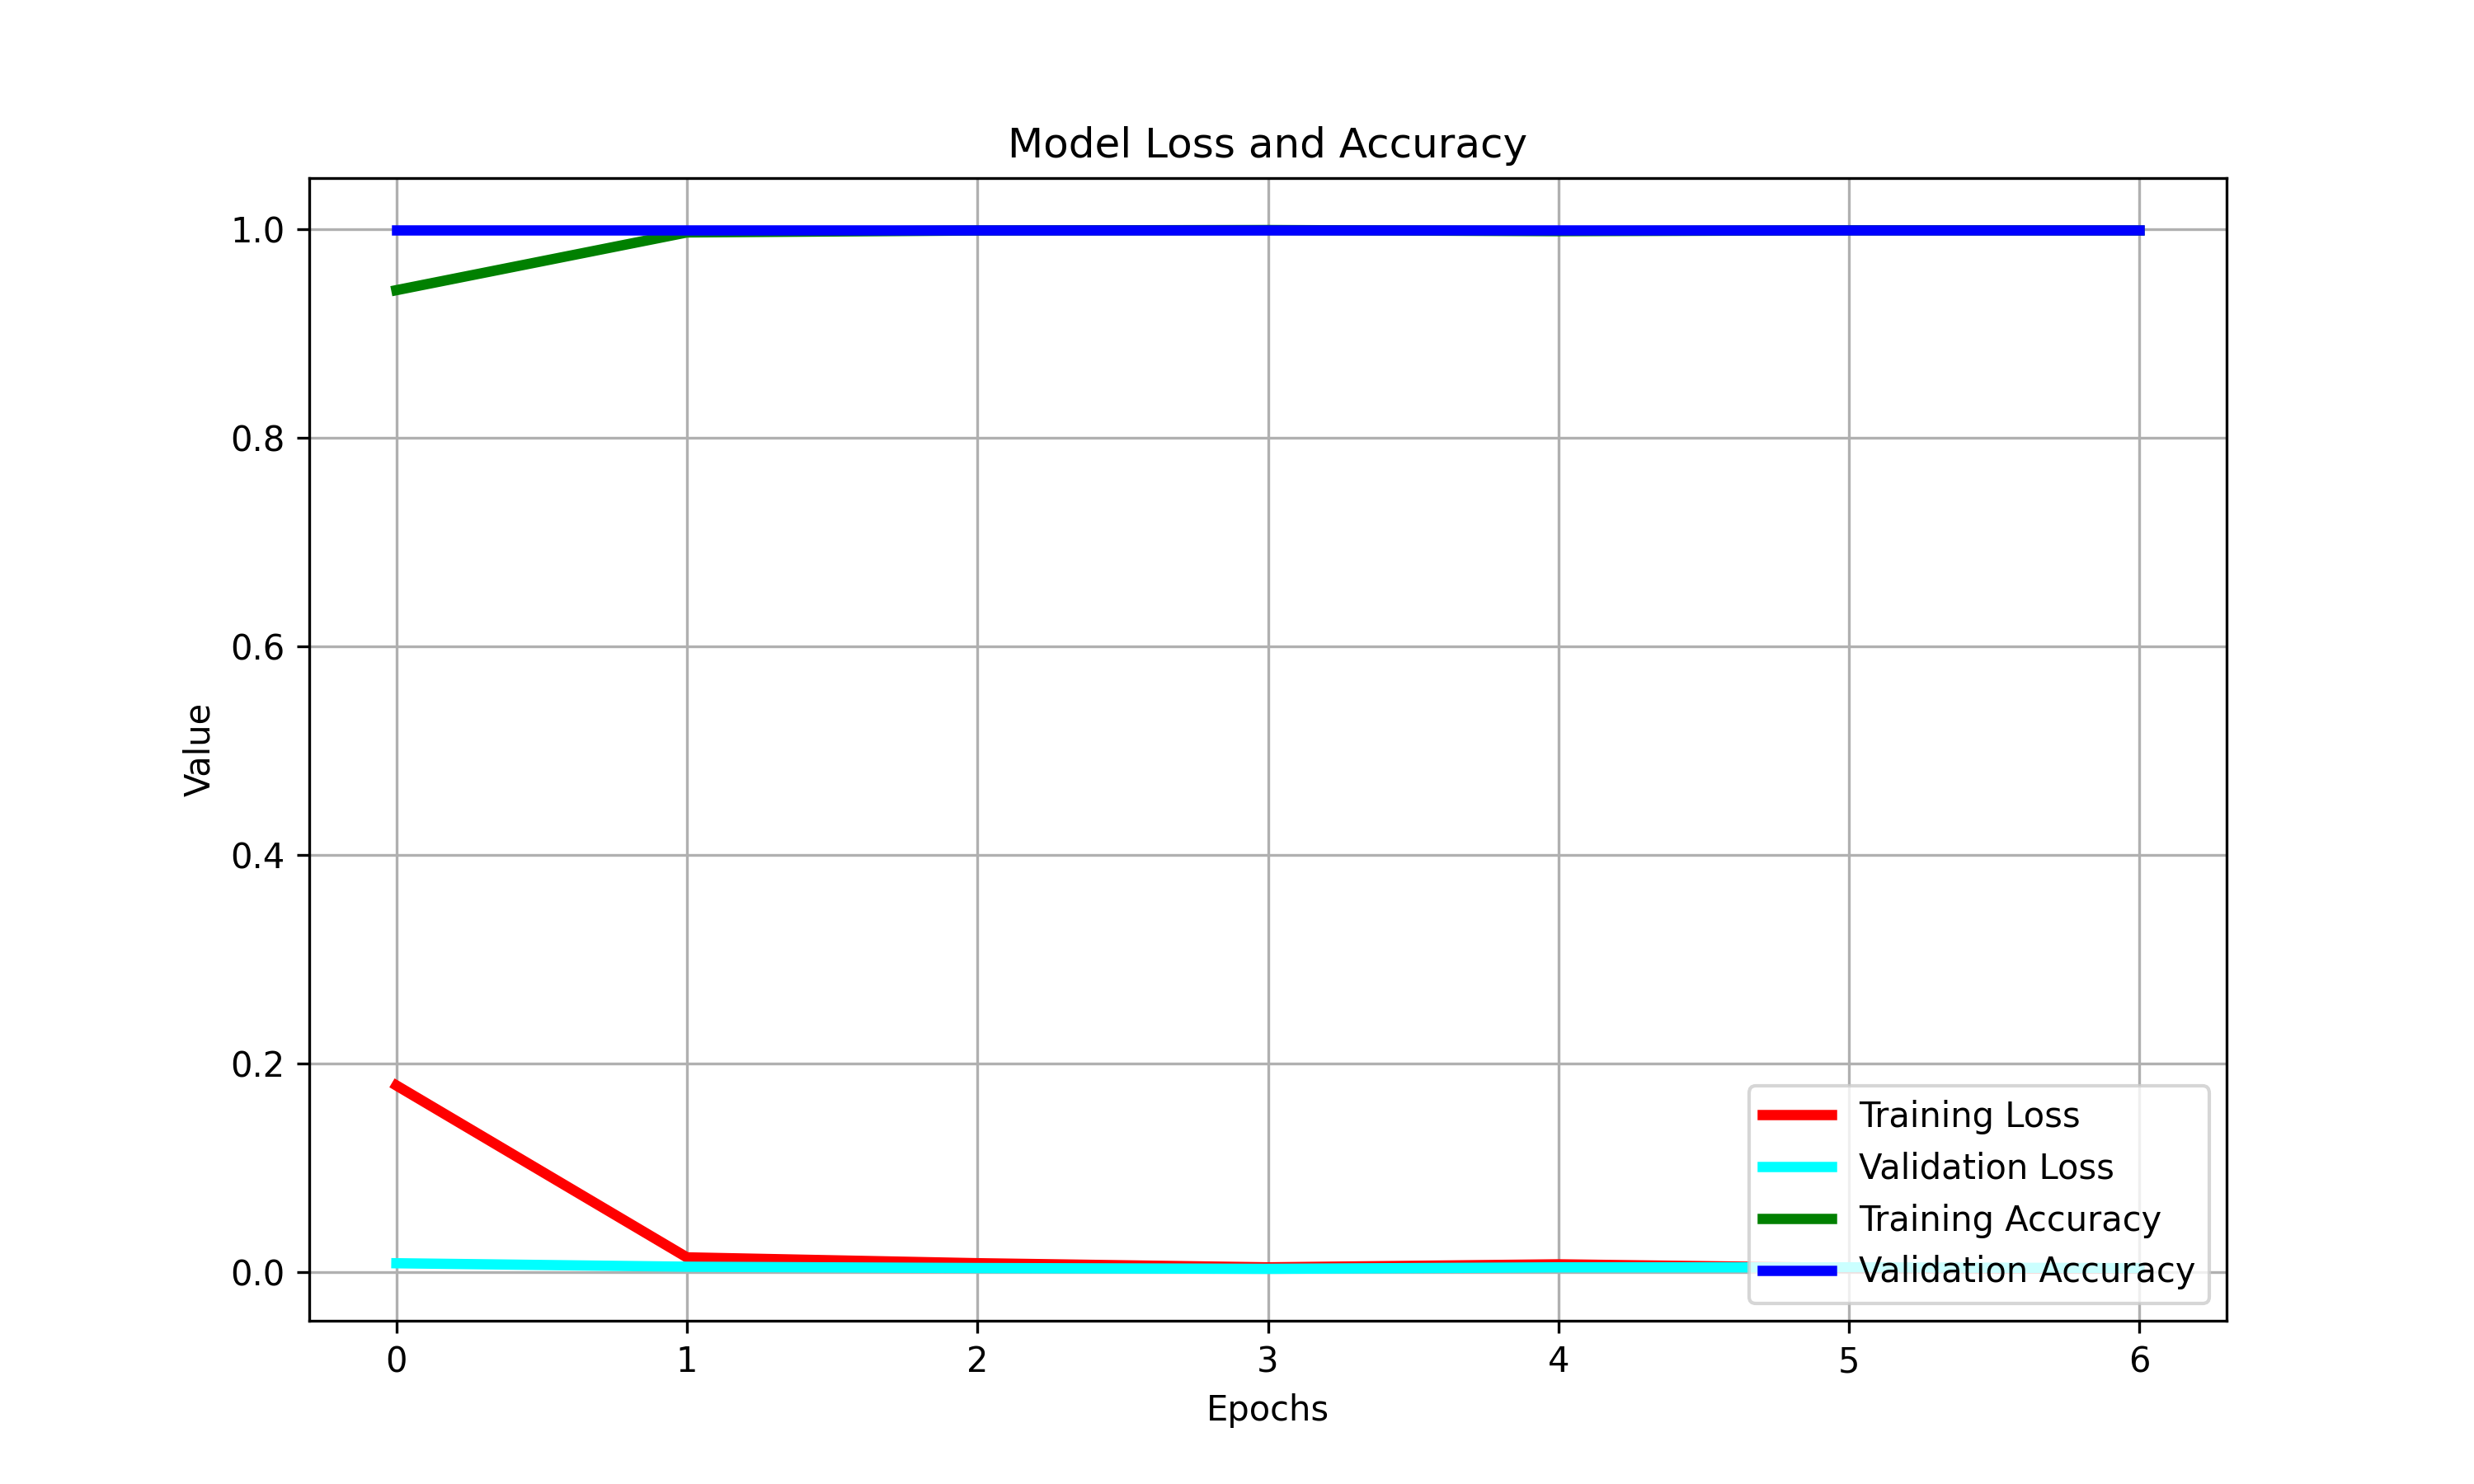 Model Loss and Accuracy
1.0
0.8
0.6
0.4
0.2
0.0
Value
Training Loss
Validation Loss
Training Accuracy
Validation Accuracy
0 1 2 3 4 5 6
Epochs